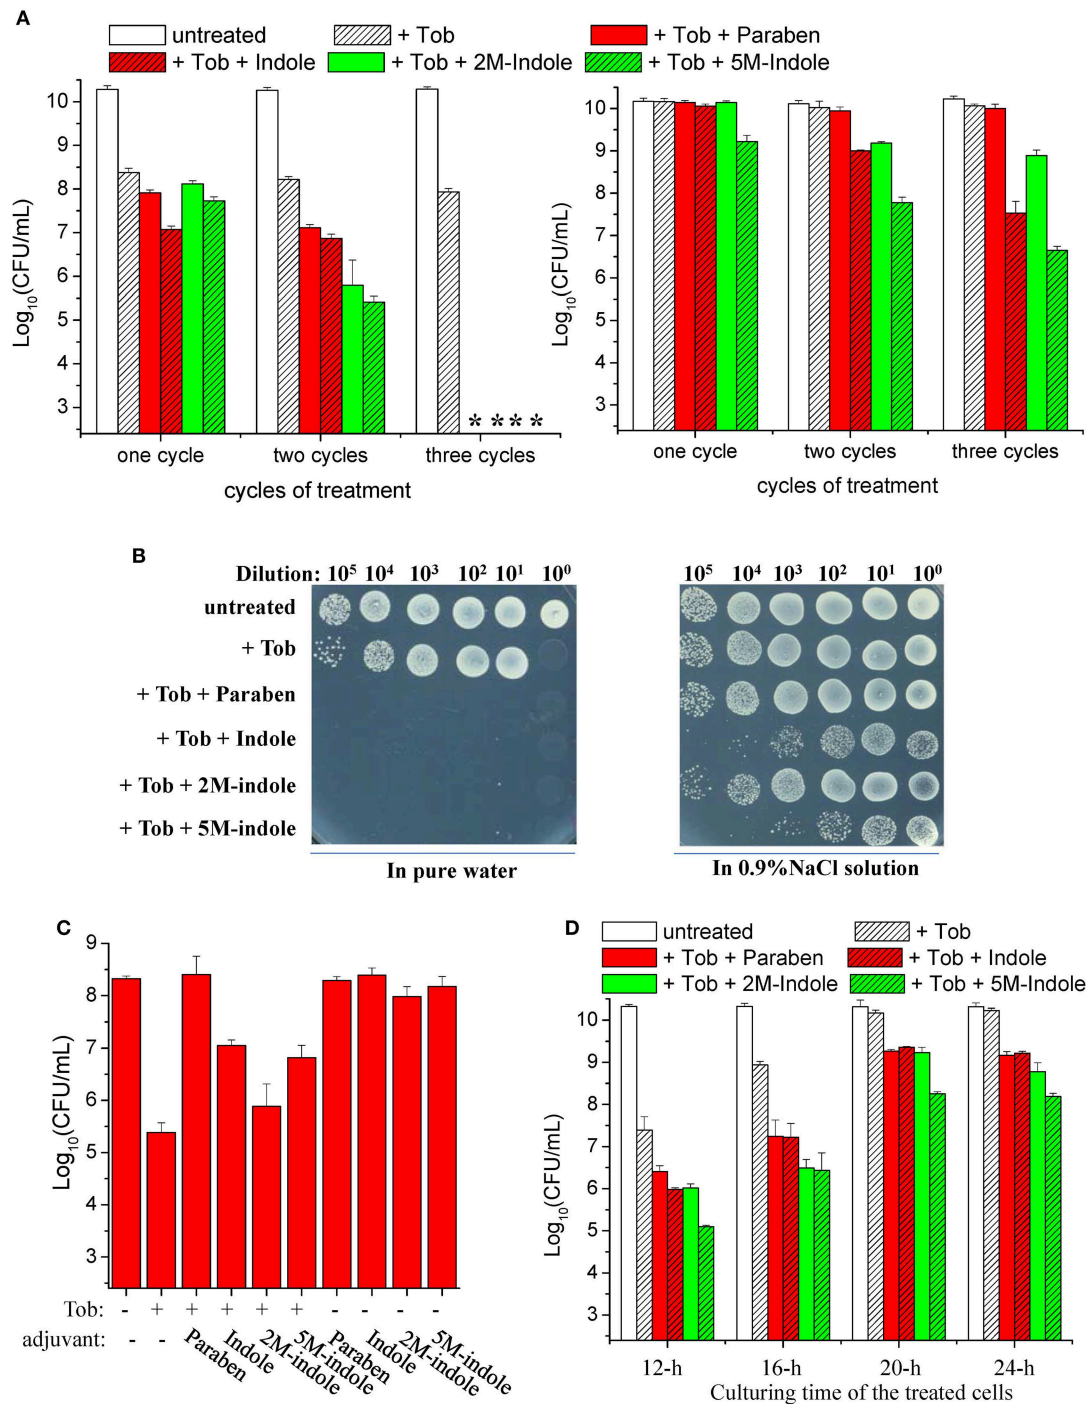 A
untreated + Tob + Tob + Paraben
+ Tob + Indole + Tob + 2M-Indole + Tob + 5M-Indole
Log10(CFU/mL)
10
9
8
7
6
5
4
3
* * * *
one cycle two cycles three cycles
cycles of treatment
Log10(CFU/mL)
10
9
8
7
6
5
4
3
one cycle two cycles three cycles
cycles of treatment
B
Dilution: 10⁵ 10⁴ 10³ 10² 10¹ 10⁰
10⁵ 10⁴ 10³ 10² 10¹ 10⁰
untreated
+ Tob
+ Tob + Paraben
+ Tob + Indole
+ Tob + 2M-indole
+ Tob + 5M-indole
In pure water
In 0.9%NaCl solution
C
Log10(CFU/mL)
9
8
7
6
5
4
3
Tob: - + + + + + - - - -
adjuvant: - - Paraben Indole 2M-indole 5M-indole Paraben Indole 2M-indole 5M-indole
D
untreated + Tob
+ Tob + Paraben + Tob + Indole
+ Tob + 2M-Indole + Tob + 5M-Indole
Log10(CFU/mL)
10
9
8
7
6
5
4
3
12-h 16-h 20-h 24-h
Culturing time of the treated cells